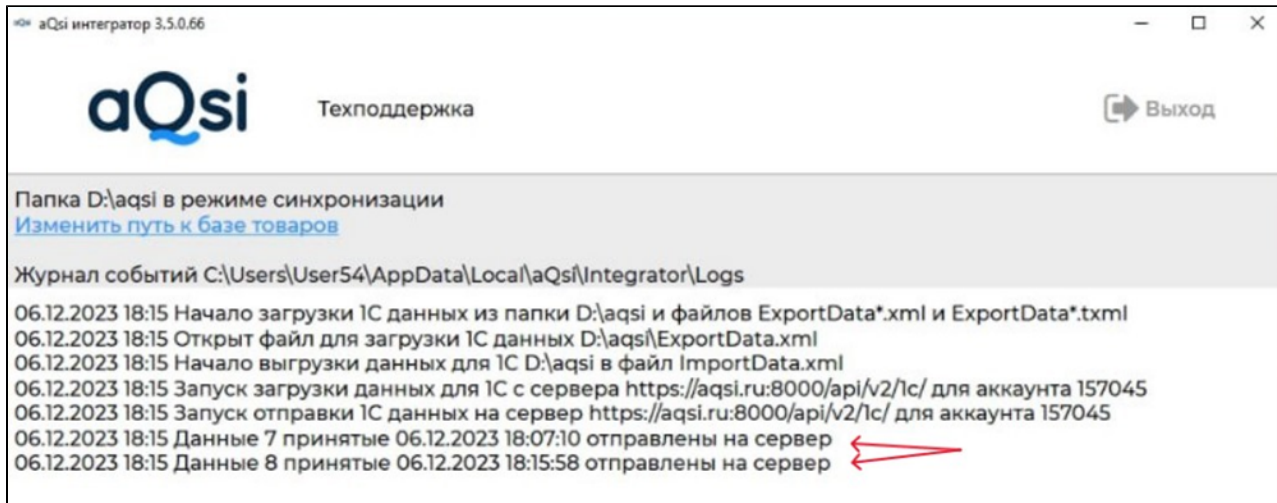 aQsi интегратор 3.5.0.66
aQsi
Техподдержка
Выход
Папка D:\aqsi в режиме синхронизации
Изменить путь к базе товаров
Журнал событий C:\Users\User54\AppData\Local\aQsi\Integrator\Logs
06.12.2023 18:15 Начало загрузки 1С данных из папки D:\aqsi и файлов ExportData*.xml и ExportData*.txml
06.12.2023 18:15 Открыт файл для загрузки 1С данных D:\aqsi\ExportData.xml
06.12.2023 18:15 Начало выгрузки данных для 1С D:\aqsi в файл ImportData.xml
06.12.2023 18:15 Запуск загрузки данных для 1С с сервера https://aqsi.ru:8000/api/v2/1c/ для аккаунта 157045
06.12.2023 18:15 Запуск отправки 1С данных на сервер https://aqsi.ru:8000/api/v2/1c/ для аккаунта 157045
06.12.2023 18:15 Данные 7 принятые 06.12.2023 18:07:10 отправлены на сервер
06.12.2023 18:15 Данные 8 принятые 06.12.2023 18:15:58 отправлены на сервер